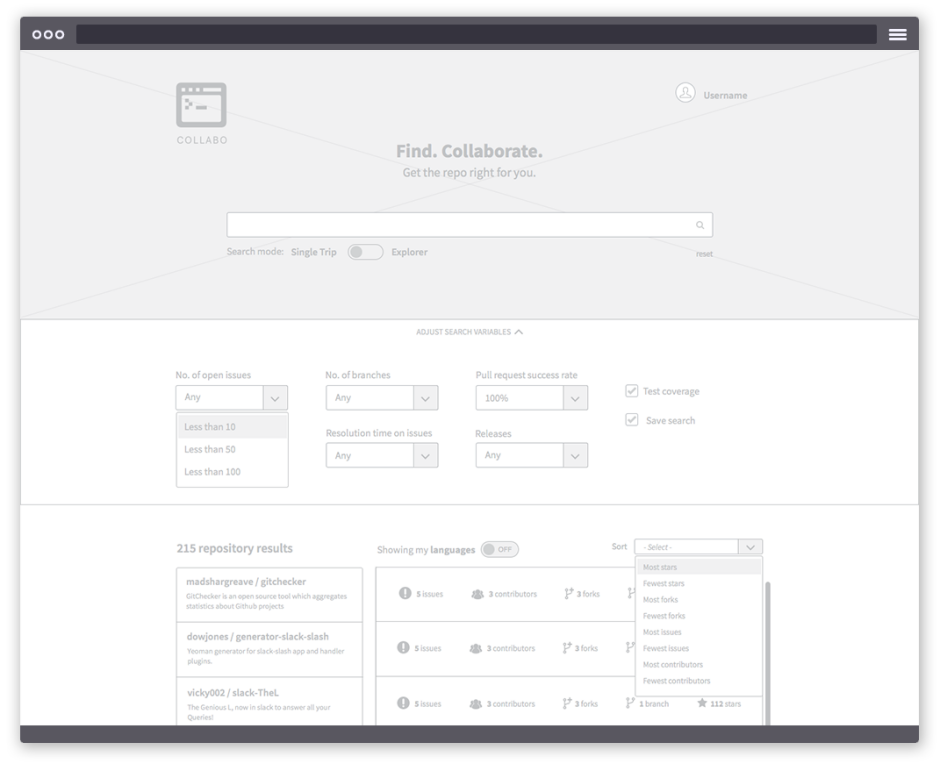 COLLABO
Username
Find. Collaborate.
Get the repo right for you.
Search mode: Single Trip Explorer
reset
ADJUST SEARCH VARIABLES
No. of open issues
Any
Less than 10
Less than 50
Less than 100
No. of branches
Any
Resolution time on issues
Any
Pull request success rate
100%
Releases
Any
Test coverage
Save search
215 repository results
Showing my languages OFF
Sort - Select -
Most stars
Fewest stars
Most forks
Fewest forks
Most issues
Fewest issues
Most contributors
Fewest contributors
madshargreave / gitchecker
GitChecker is an open source tool which aggregates
statistics about Github projects
5 issues 3 contributors 3 forks
dowjones / generator-slack-slash
Yeoman generator for slack-slash app and handler
plugins.
5 issues 3 contributors 3 forks
vicky002 / slack-TheL
The Genious L, now in slack to answer all your
Queries!
5 issues 3 contributors 3 forks 1 branch 112 stars